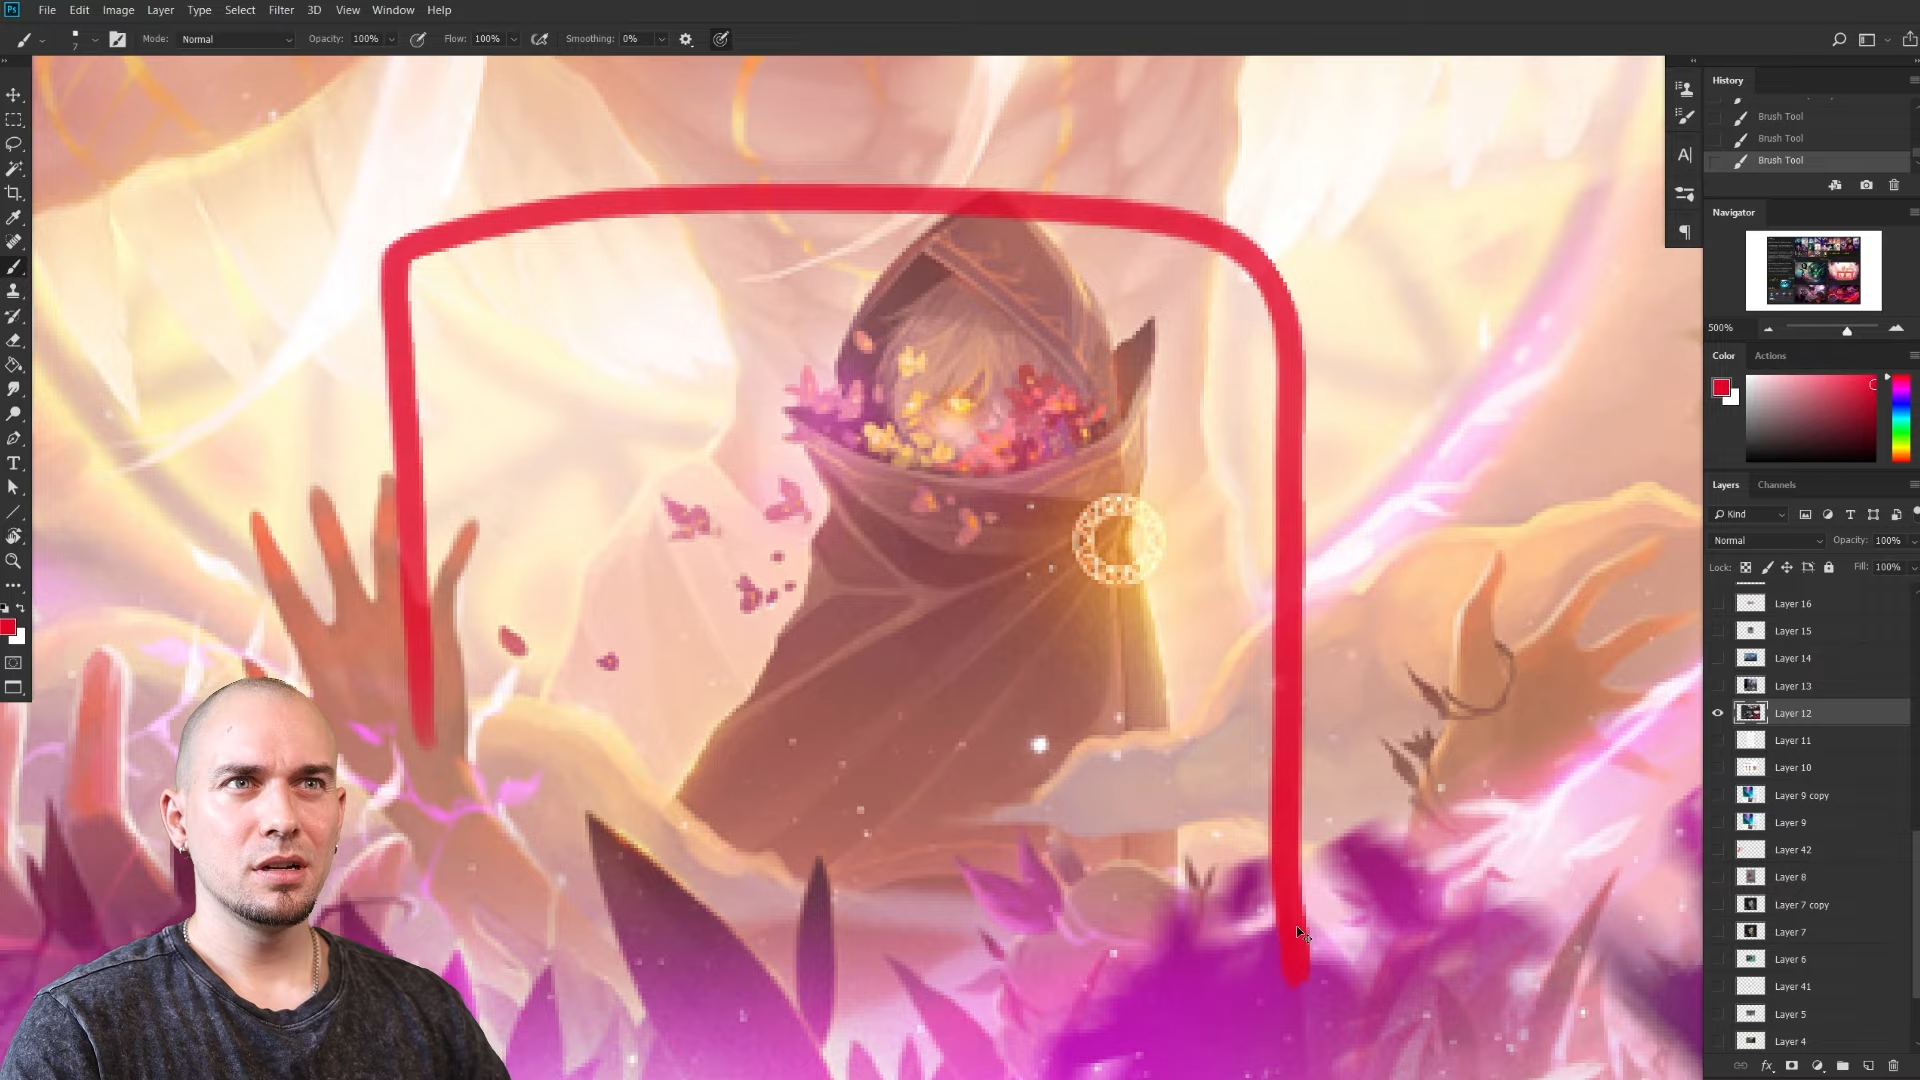 Ps File Edit Image Layer Type Select Filter 3D View Window Help
7 Mode: Normal Opacity: 100% Flow: 100% Smoothing: 0%
History
Brush Tool
Brush Tool
Brush Tool
Navigator
500%
Color Actions
Layers Channels
Kind
Normal Opacity: 100%
Lock: Fill: 100%
Layer 16
Layer 15
Layer 14
Layer 13
Layer 12
Layer 11
Layer 10
Layer 9 copy
Layer 9
Layer 42
Layer 8
Layer 7 copy
Layer 7
Layer 6
Layer 41
Layer 5
Layer 4